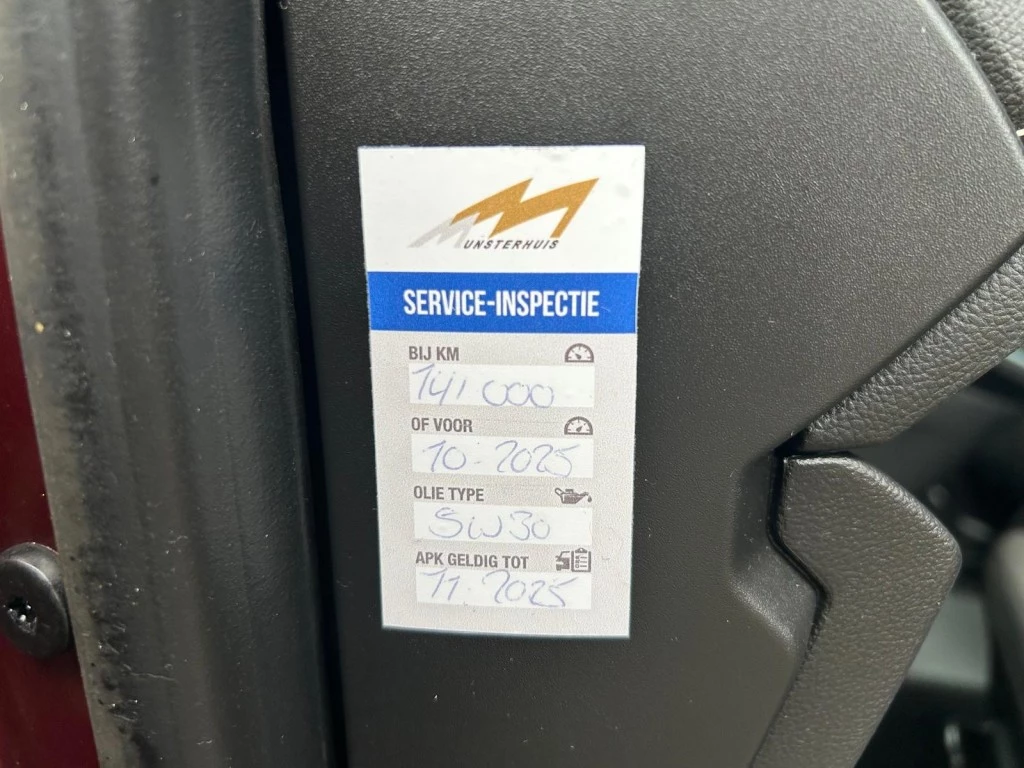 MUNSTERHUIS
SERVICE-INSPECTIE
BIJ KM
141 000
OF VOOR
10-2025
OLIE TYPE
5W30
APK GELDIG TOT
11.2025